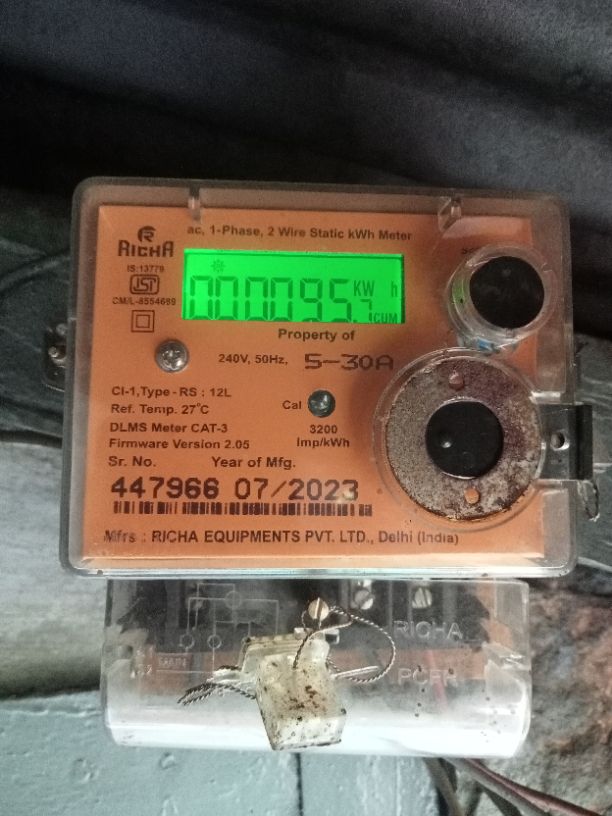 ac, 1-Phase, 2 Wire Static kWh Meter
RICHA
IS:13779
ISI
CM/L-8554689
000095.7 KW h
CUM
Property of
240V, 50Hz, 5-30A
Cl-1,Type-RS : 12L
Cal
Ref. Temp. 27°C
DLMS Meter CAT-3
3200
Firmware Version 2.05
Imp/kWh
Sr. No. Year of Mfg.
447966 07/2023
Mfrs : RICHA EQUIPMENTS PVT. LTD., Delhi (India)
RICHA
MAIN